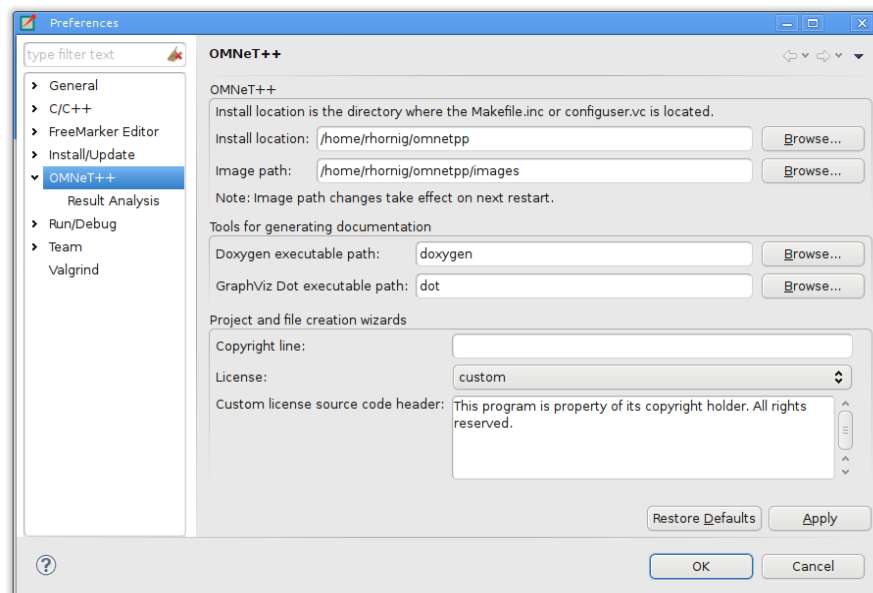 Preferences
type filter text
General
C/C++
FreeMarker Editor
Install/Update
OMNeT++
Result Analysis
Run/Debug
Team
Valgrind
OMNeT++
OMNeT++
Install location is the directory where the Makefile.inc or configuser.vc is located.
Install location: /home/rhornig/omnetpp Browse...
Image path: /home/rhornig/omnetpp/images Browse...
Note: Image path changes take effect on next restart.
Tools for generating documentation
Doxygen executable path: doxygen Browse...
GraphViz Dot executable path: dot Browse...
Project and file creation wizards
Copyright line:
License: custom
Custom license source code header: This program is property of its copyright holder. All rights
reserved.
Restore Defaults Apply
OK Cancel